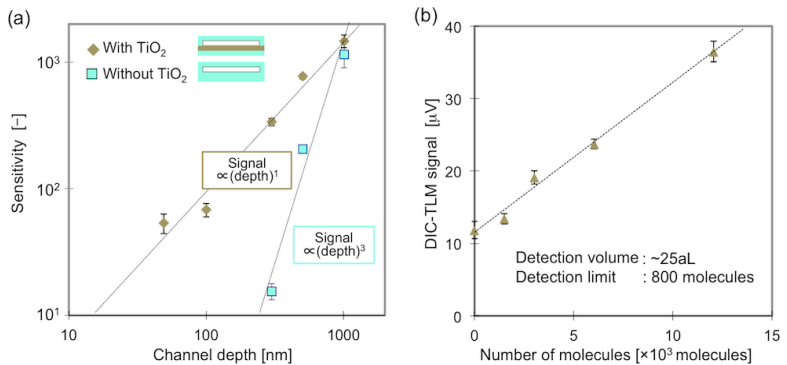 (a)
With TiO₂
Without TiO₂
Sensitivity [–]
10³
10²
10¹
Signal
∝(depth)¹
Signal
∝(depth)³
10 100 1000
Channel depth [nm]
(b)
DIC-TLM signal [μV]
40
30
20
10
0
Detection volume : ~25aL
Detection limit : 800 molecules
0 5 10 15
Number of molecules [×10³ molecules]